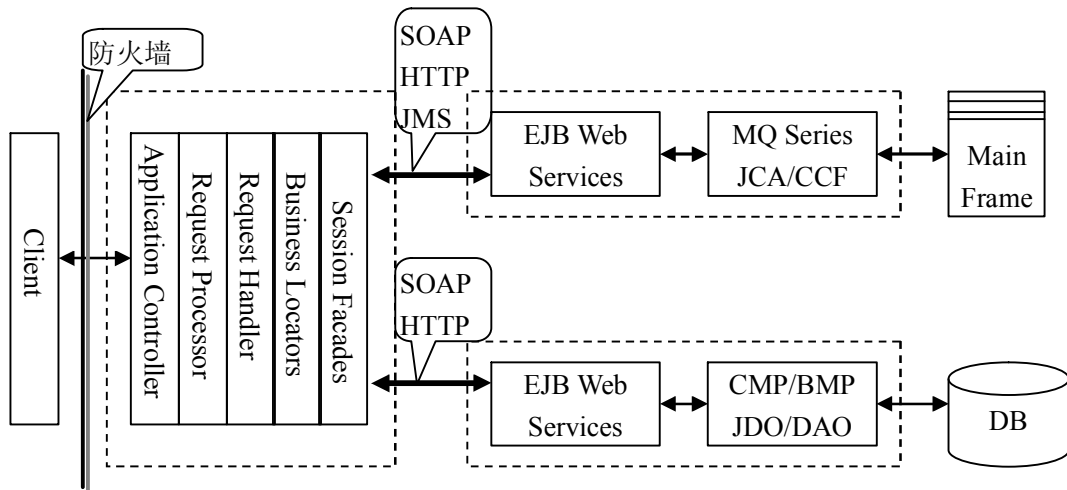 防火墙
SOAP
HTTP
JMS
Client
Application Controller
Request Processor
Request Handler
Business Locators
Session Facades
EJB Web
Services
MQ Series
JCA/CCF
Main
Frame
SOAP
HTTP
EJB Web
Services
CMP/BMP
JDO/DAO
DB